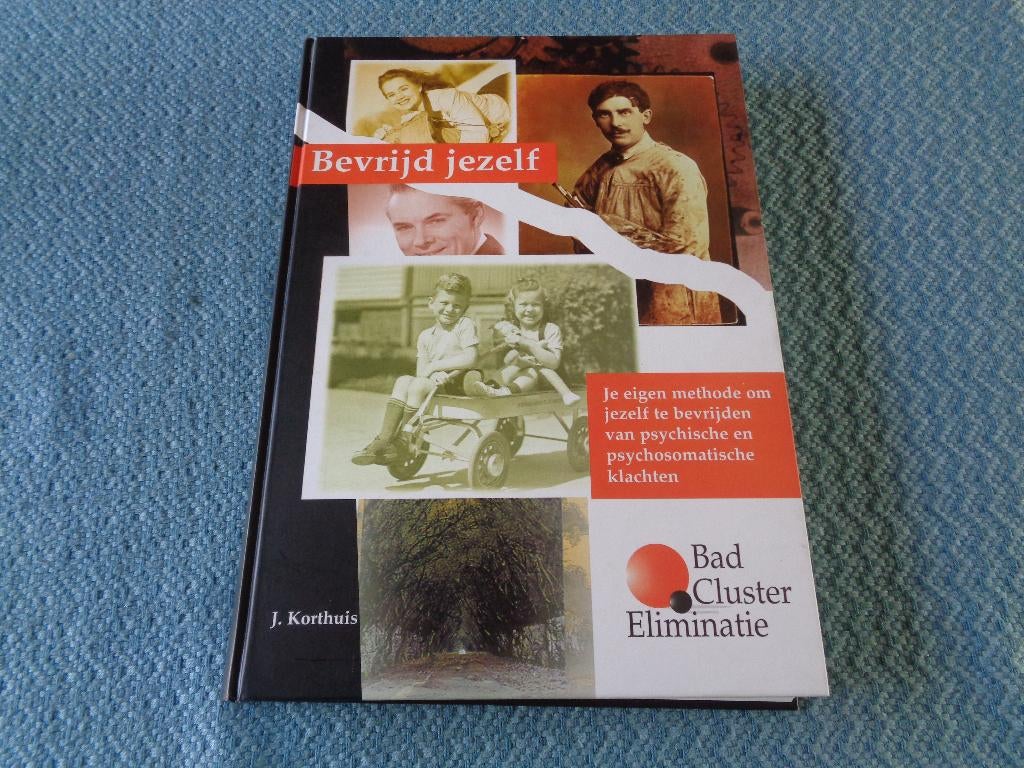 Bevrijd jezelf
Je eigen methode om
jezelf te bevrijden
van psychische en
psychosomatische
klachten
Bad
Cluster
Eliminatie
J. Korthuis